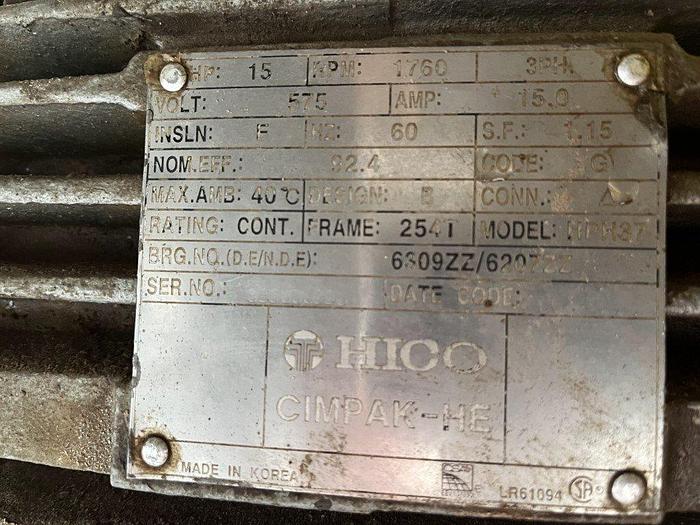 HP: 15 RPM: 1760 3PH.
VOLT: 575 AMP: 15.0
INSLN: F HZ: 60 S.F.: 1.15
NOM.EFF.: 92.4 CODE: G
MAX.AMB: 40°C DESIGN: B CONN.: Δ
RATING: CONT. FRAME: 254T MODEL: HPH37
BRG.NO.(D.E/N.D.E): 6309ZZ/6207ZZ
SER.NO.: DATE CODE:
HICO
CIMPAK-HE
MADE IN KOREA
LR61094 SA ®